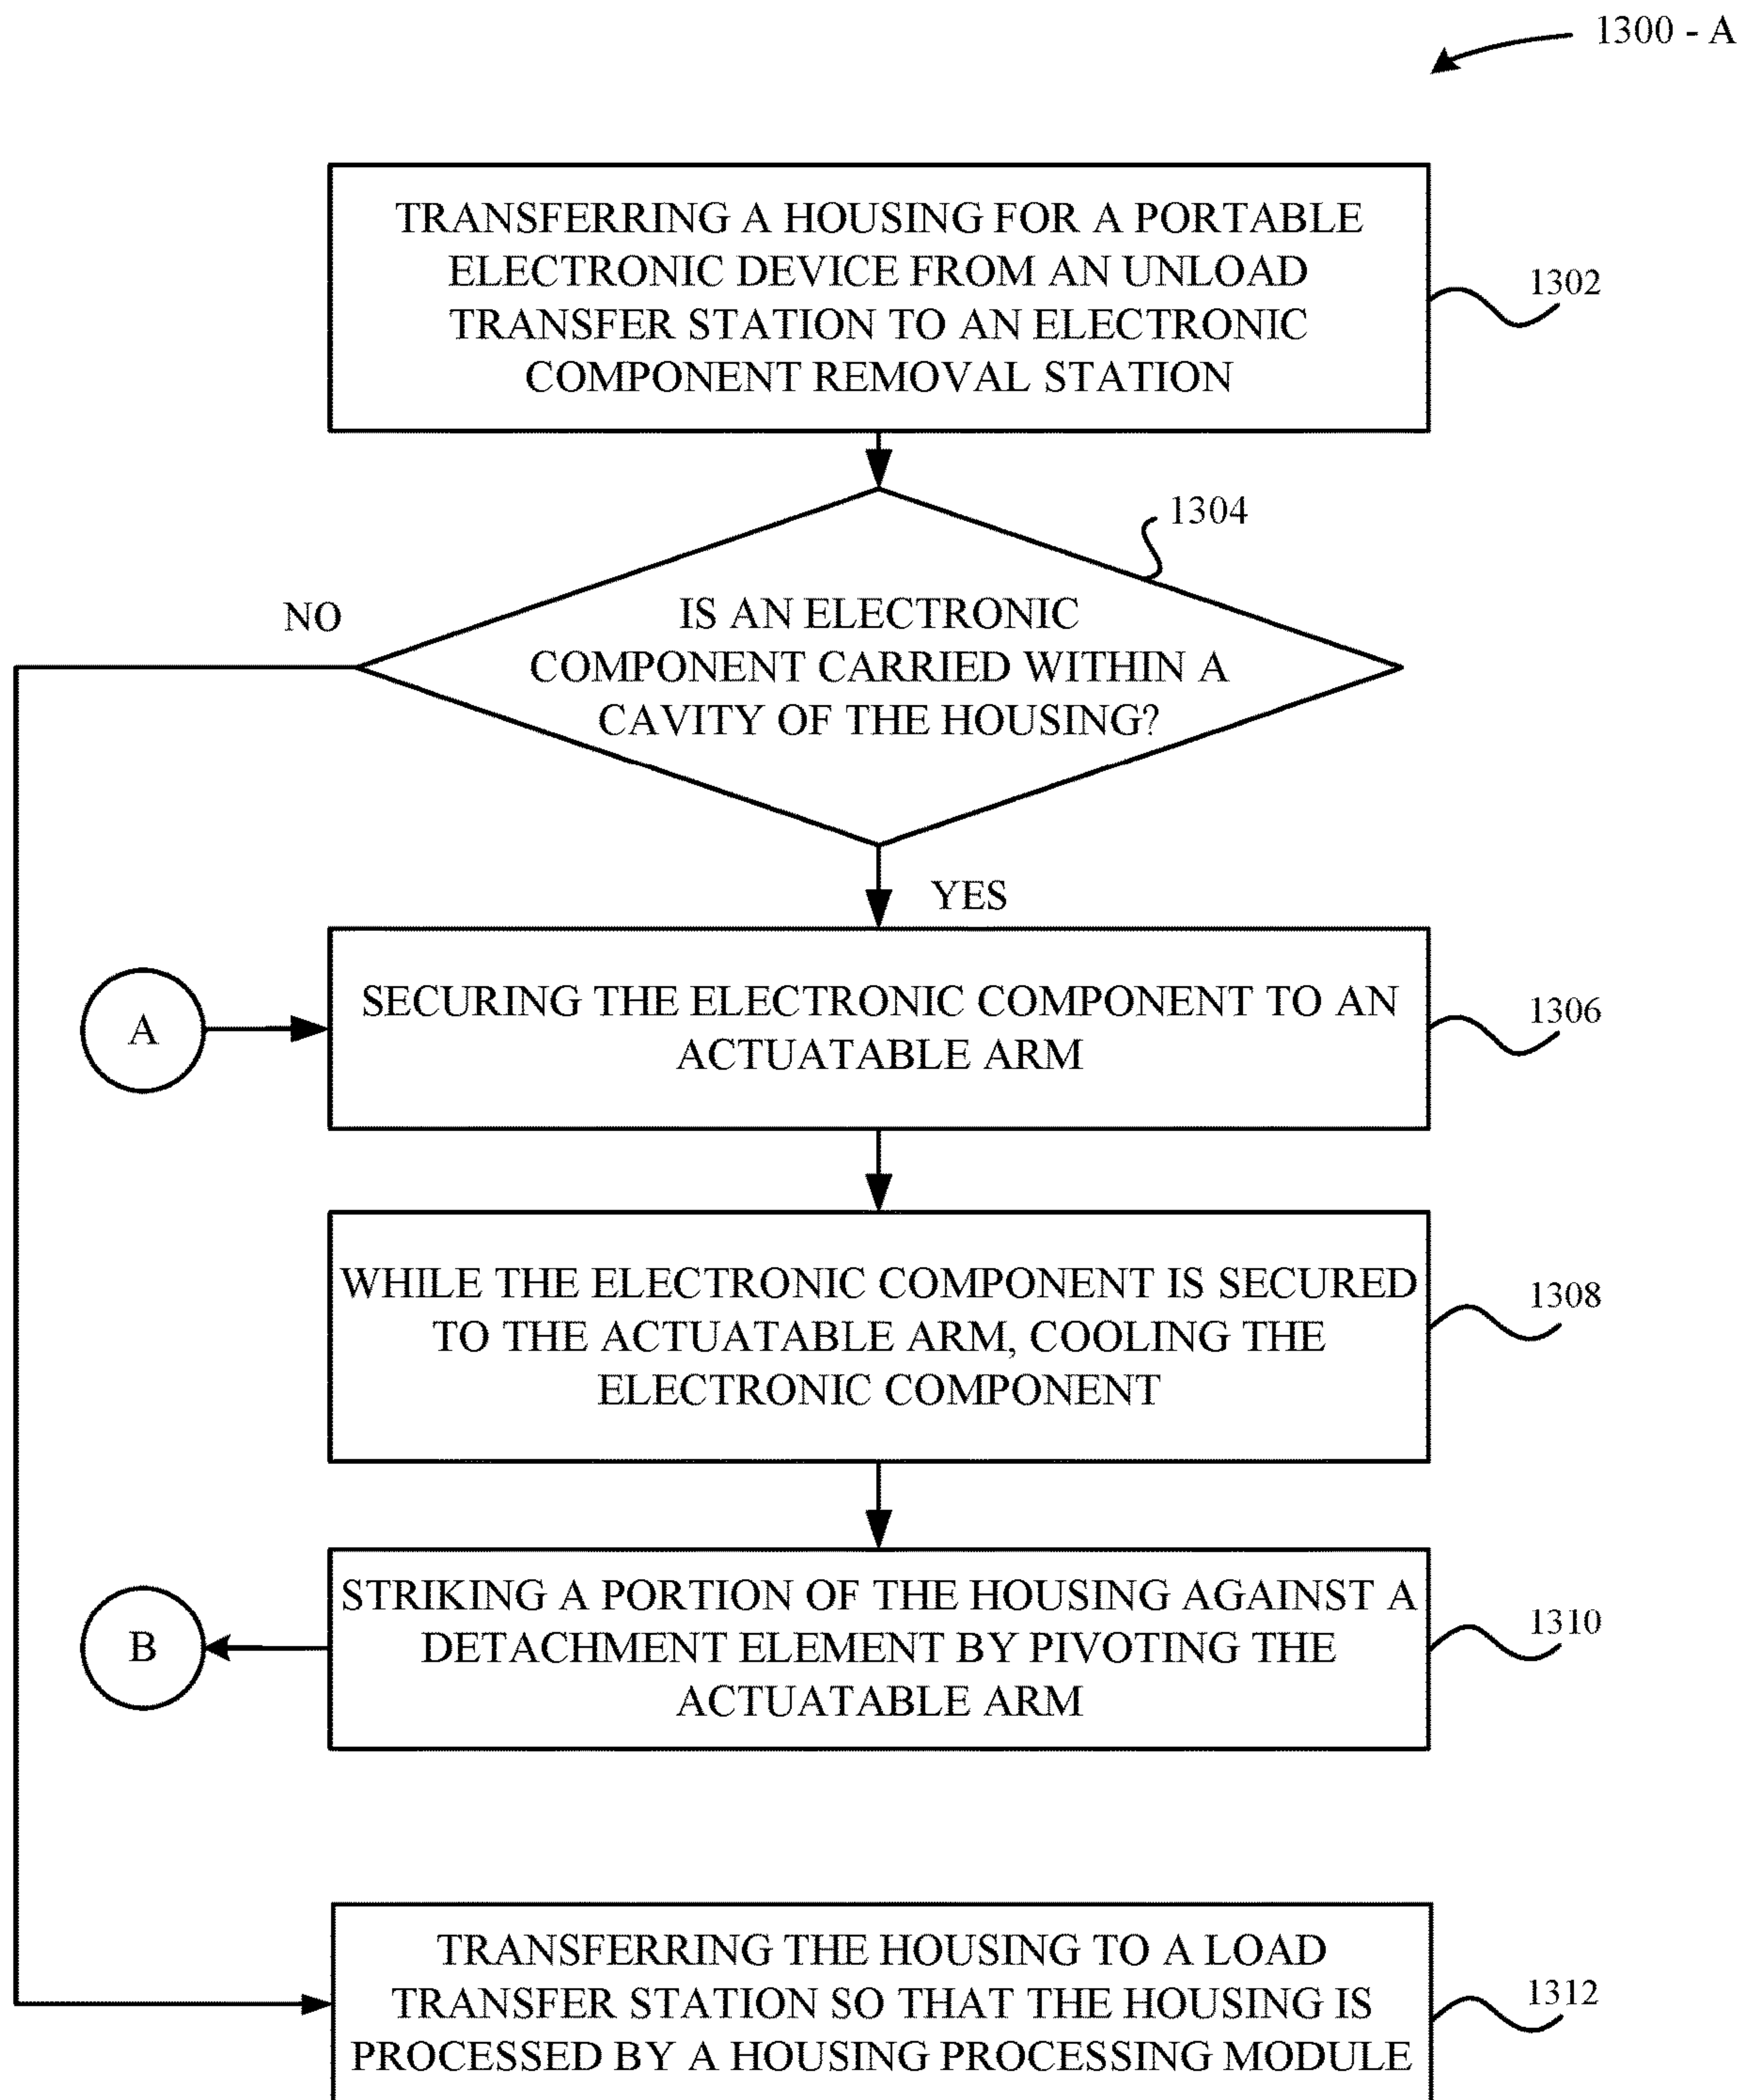 1300 - A
TRANSFERRING A HOUSING FOR A PORTABLE
ELECTRONIC DEVICE FROM AN UNLOAD
TRANSFER STATION TO AN ELECTRONIC
COMPONENT REMOVAL STATION
1302
1304
NO
IS AN ELECTRONIC
COMPONENT CARRIED WITHIN A
CAVITY OF THE HOUSING?
YES
A
SECURING THE ELECTRONIC COMPONENT TO AN
ACTUATABLE ARM
1306
WHILE THE ELECTRONIC COMPONENT IS SECURED
TO THE ACTUATABLE ARM, COOLING THE
ELECTRONIC COMPONENT
1308
STRIKING A PORTION OF THE HOUSING AGAINST A
DETACHMENT ELEMENT BY PIVOTING THE
ACTUATABLE ARM
1310
B
TRANSFERRING THE HOUSING TO A LOAD
TRANSFER STATION SO THAT THE HOUSING IS
PROCESSED BY A HOUSING PROCESSING MODULE
1312